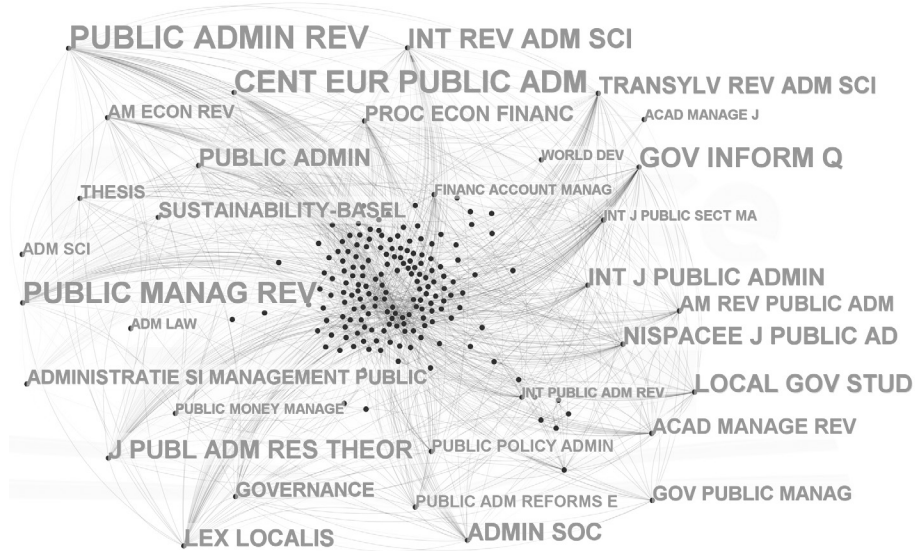 PUBLIC ADMIN REV
INT REV ADM SCI
CENT EUR PUBLIC ADM
TRANSYLV REV ADM SCI
AM ECON REV
PROC ECON FINANC
ACAD MANAGE J
PUBLIC ADMIN
WORLD DEV
GOV INFORM Q
THESIS
FINANC ACCOUNT MANAG
SUSTAINABILITY-BASEL
INT J PUBLIC SECT MA
ADM SCI
INT J PUBLIC ADMIN
PUBLIC MANAG REV
AM REV PUBLIC ADM
ADM LAW
NISPACEE J PUBLIC AD
ADMINISTRATIE SI MANAGEMENT PUBLIC
LOCAL GOV STUD
INT PUBLIC ADM REV
PUBLIC MONEY MANAGE
ACAD MANAGE REV
J PUBL ADM RES THEOR
PUBLIC POLICY ADMIN
GOVERNANCE
GOV PUBLIC MANAG
PUBLIC ADM REFORMS E
LEX LOCALIS
ADMIN SOC